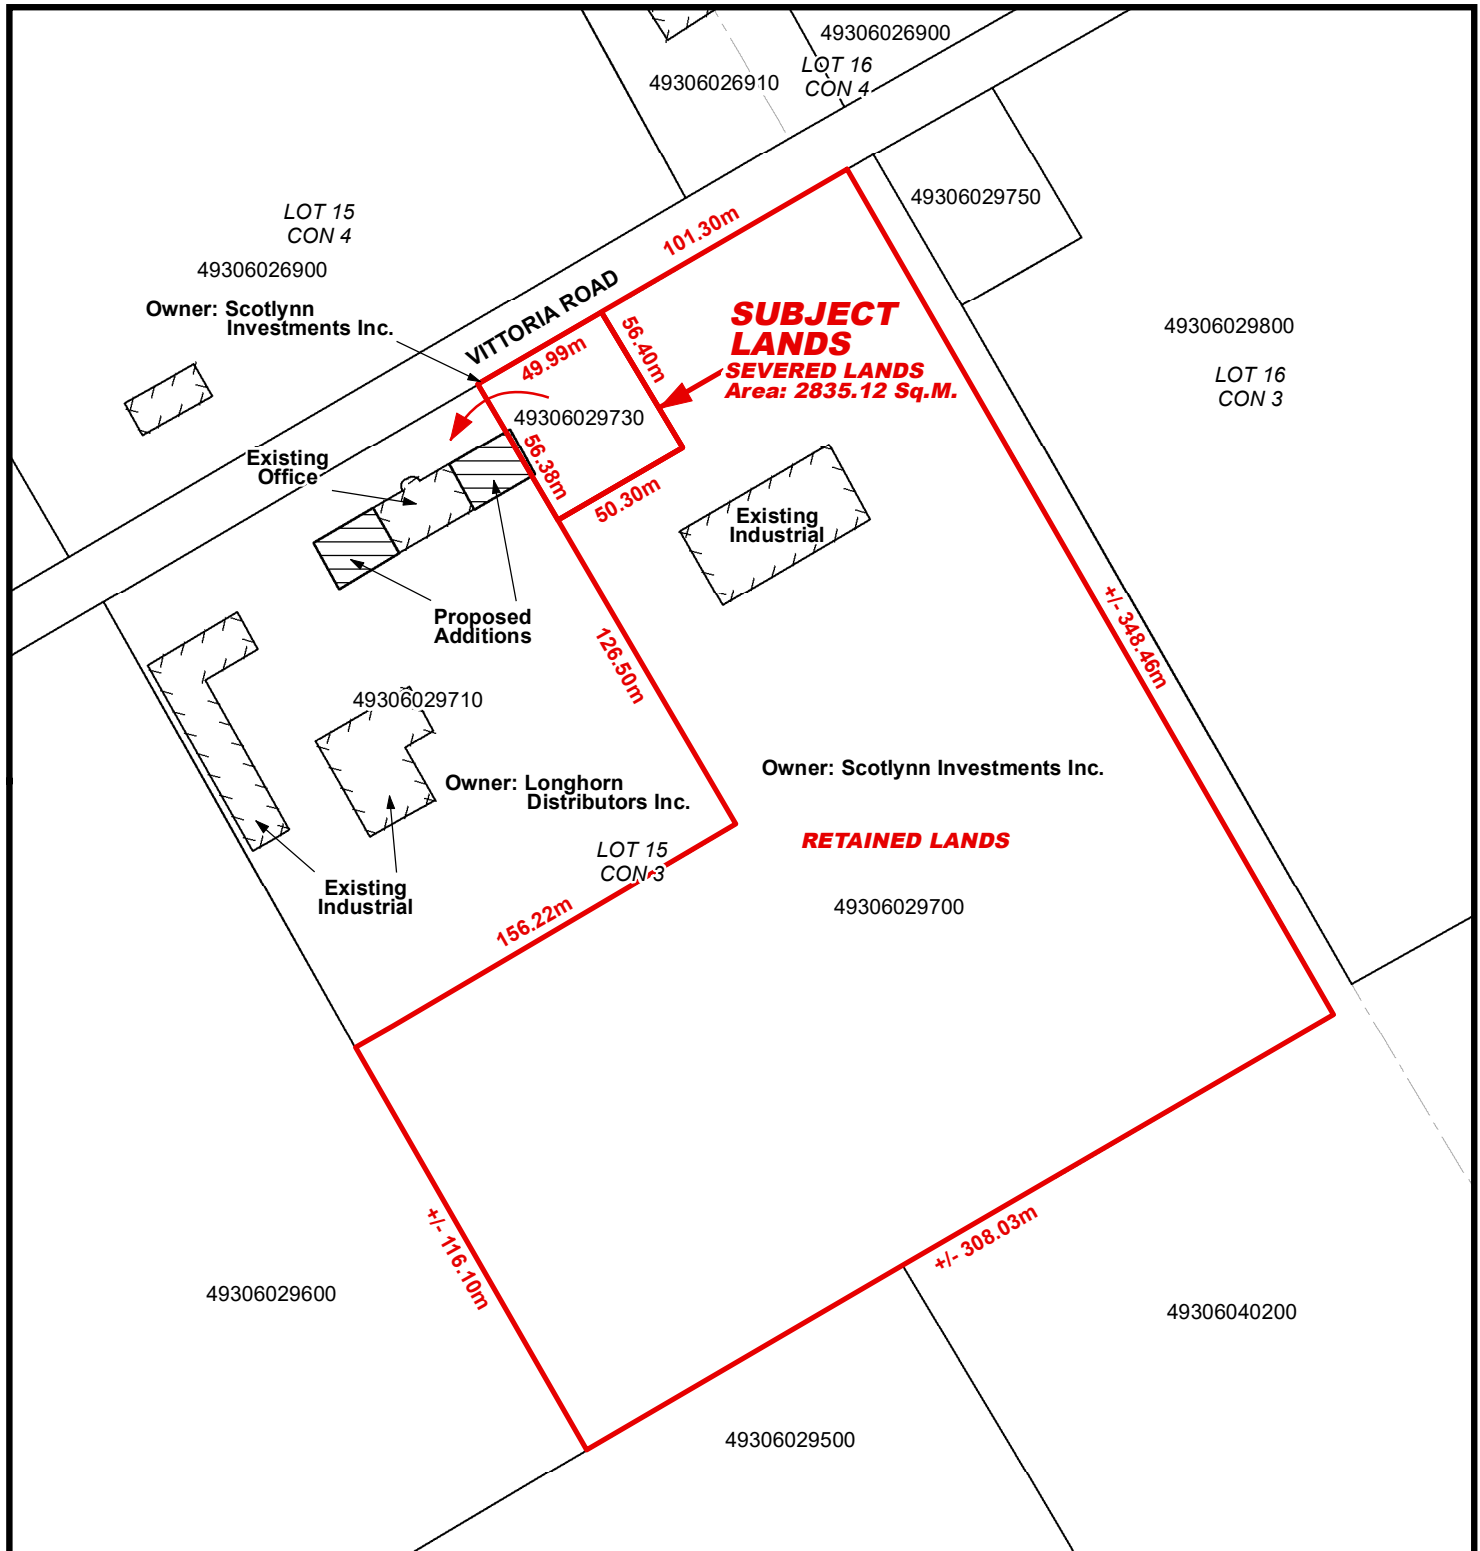 49306026900
LOT 16
CON 4
49306026910
49306029750
LOT 15
CON 4
49306026900
Owner: Scotlynn
Investments Inc.
VITTORIA ROAD
101.30m
49.99m
56.40m
SUBJECT
LANDS
SEVERED LANDS
Area: 2835.12 Sq.M.
49306029800
LOT 16
CON 3
49306029730
56.38m
50.30m
Existing
Office
Existing
Industrial
Proposed
Additions
126.50m
+/- 348.46m
49306029710
Owner: Longhorn
Distributors Inc.
Owner: Scotlynn Investments Inc.
RETAINED LANDS
LOT 15
CON 3
Existing
Industrial
156.22m
49306029700
+/- 116.10m
+/- 308.03m
49306029600
49306040200
49306029500